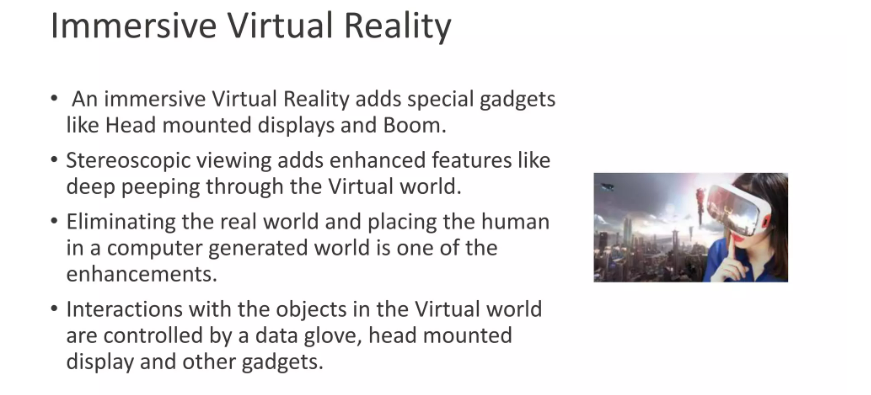 Immersive Virtual Reality
• An immersive Virtual Reality adds special gadgets
like Head mounted displays and Boom.
• Stereoscopic viewing adds enhanced features like
deep peeping through the Virtual world.
• Eliminating the real world and placing the human
in a computer generated world is one of the
enhancements.
• Interactions with the objects in the Virtual world
are controlled by a data glove, head mounted
display and other gadgets.